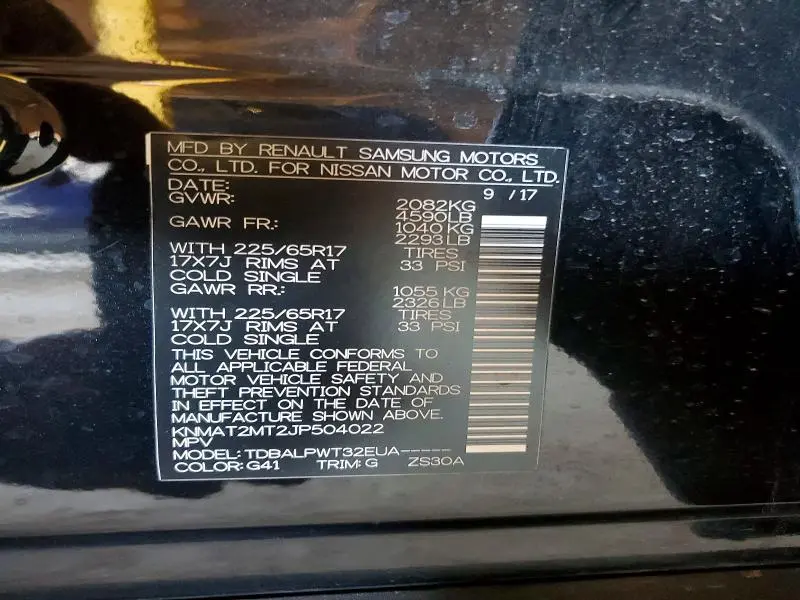 MFD BY RENAULT SAMSUNG MOTORS
CO., LTD. FOR NISSAN MOTOR CO., LTD.
DATE: 9 /17
GVWR: 2082KG
4590LB
GAWR FR.: 1040 KG
2293LB
WITH 225/65R17 TIRES
17X7J RIMS AT 33 PSI
COLD SINGLE
GAWR RR.: 1055 KG
2326LB
WITH 225/65R17 TIRES
17X7J RIMS AT 33 PSI
COLD SINGLE
THIS VEHICLE CONFORMS TO
ALL APPLICABLE FEDERAL
MOTOR VEHICLE SAFETY AND
THEFT PREVENTION STANDARDS
IN EFFECT ON THE DATE OF
MANUFACTURE SHOWN ABOVE.
KNMAT2MT2JP504022
MPV
MODEL: TDBALPWT32EUA-----
COLOR:G41 TRIM:G ZS30A